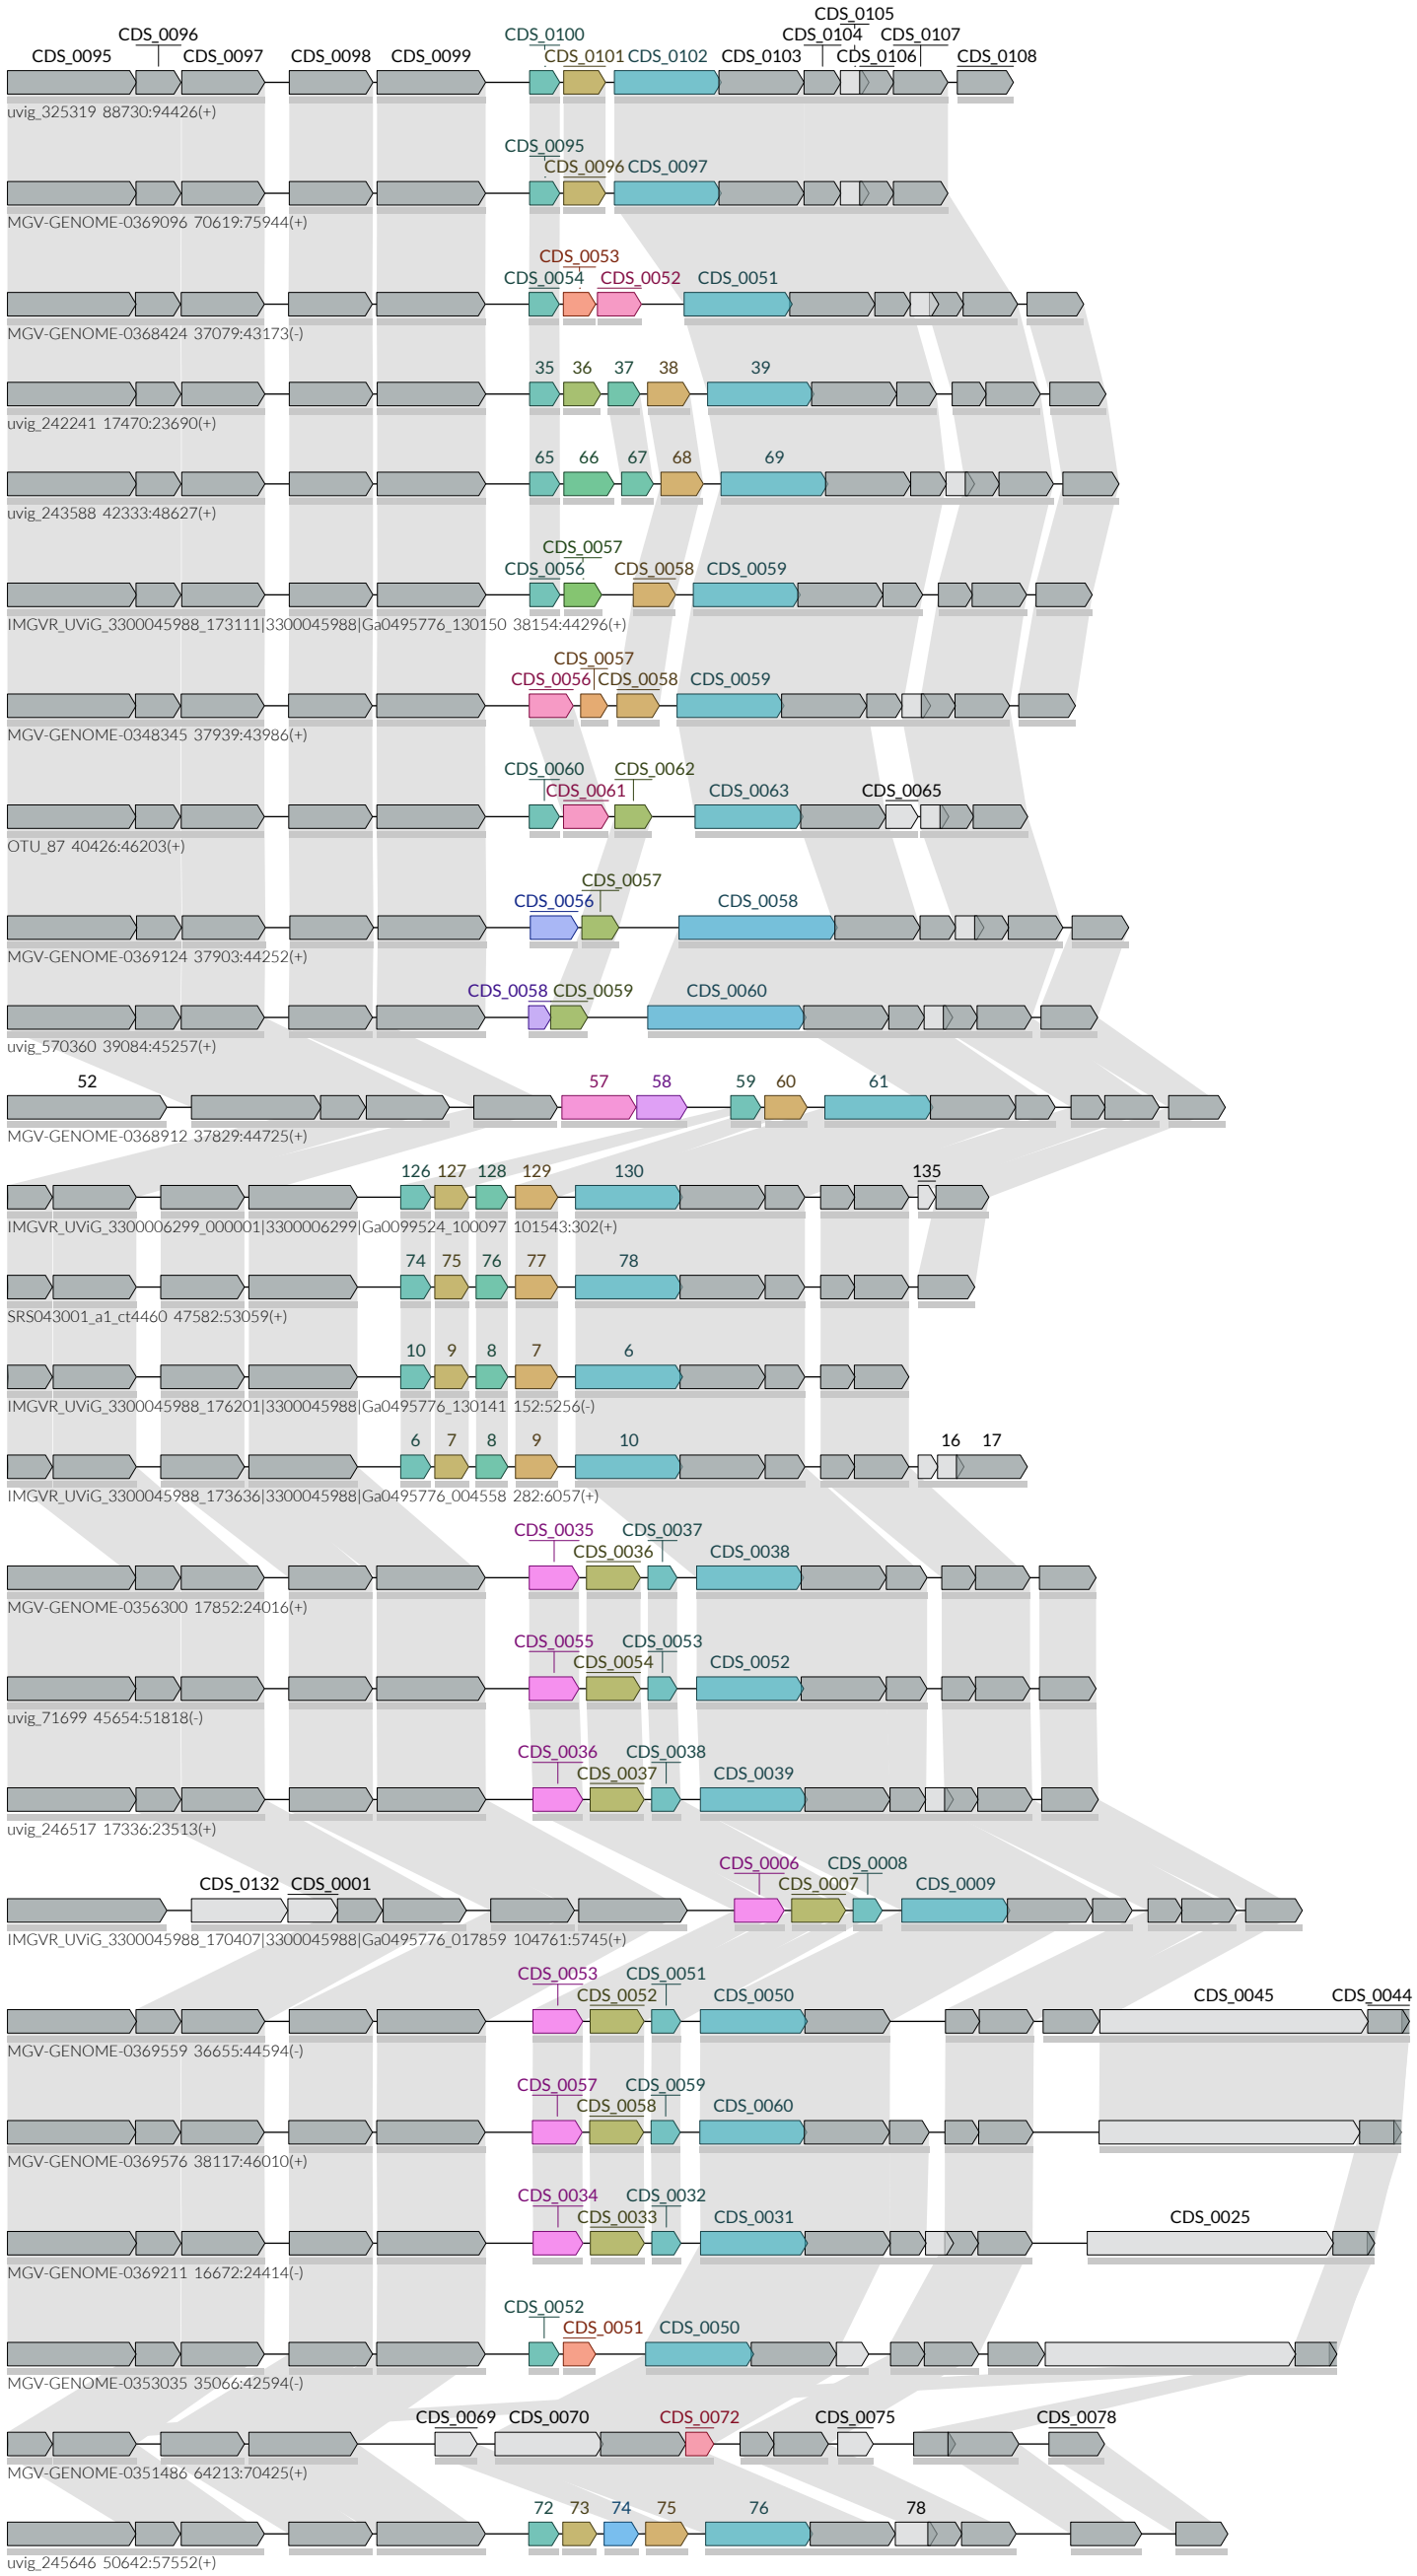 CDS_0105
CDS_0096 CDS_0100 CDS_0104 CDS_0107
CDS_0095 CDS_0097 CDS_0098 CDS_0099 CDS_0101 CDS_0102 CDS_0103 CDS_0106 CDS_0108
uvig_325319 88730:94426(+)
CDS_0095
CDS_0096 CDS_0097
MGV-GENOME-0369096 70619:75944(+)
CDS_0053
CDS_0054 CDS_0052 CDS_0051
MGV-GENOME-0368424 37079:43173(-)
35 36 37 38 39
uvig_242241 17470:23690(+)
65 66 67 68 69
uvig_243588 42333:48627(+)
CDS_0057
CDS_0056 CDS_0058 CDS_0059
IMGVR_UViG_3300045988_173111|3300045988|Ga0495776_130150 38154:44296(+)
CDS_0057
CDS_0056 CDS_0058 CDS_0059
MGV-GENOME-0348345 37939:43986(+)
CDS_0060 CDS_0062
CDS_0061 CDS_0063 CDS_0065
OTU_87 40426:46203(+)
CDS_0057
CDS_0056 CDS_0058
MGV-GENOME-0369124 37903:44252(+)
CDS_0058 CDS_0059 CDS_0060
uvig_570360 39084:45257(+)
52 57 58 59 60 61
MGV-GENOME-0368912 37829:44725(+)
126 127 128 129 130 135
IMGVR_UViG_3300006299_000001|3300006299|Ga0099524_100097 101543:302(+)
74 75 76 77 78
SRS043001_a1_ct4460 47582:53059(+)
10 9 8 7 6
IMGVR_UViG_3300045988_176201|3300045988|Ga0495776_130141 152:5256(-)
6 7 8 9 10 16 17
IMGVR_UViG_3300045988_173636|3300045988|Ga0495776_004558 282:6057(+)
CDS_0035 CDS_0037
CDS_0036 CDS_0038
MGV-GENOME-0356300 17852:24016(+)
CDS_0055 CDS_0053
CDS_0054 CDS_0052
uvig_71699 45654:51818(-)
CDS_0036 CDS_0038
CDS_0037 CDS_0039
uvig_246517 17336:23513(+)
CDS_0006 CDS_0008
CDS_0132 CDS_0001 CDS_0007 CDS_0009
IMGVR_UViG_3300045988_170407|3300045988|Ga0495776_017859 104761:5745(+)
CDS_0053 CDS_0051
CDS_0052 CDS_0050 CDS_0045 CDS_0044
MGV-GENOME-0369559 36655:44594(-)
CDS_0057 CDS_0059
CDS_0058 CDS_0060
MGV-GENOME-0369576 38117:46010(+)
CDS_0034 CDS_0032
CDS_0033 CDS_0031 CDS_0025
MGV-GENOME-0369211 16672:24414(-)
CDS_0052
CDS_0051 CDS_0050
MGV-GENOME-0353035 35066:42594(-)
CDS_0069 CDS_0070 CDS_0072 CDS_0075 CDS_0078
MGV-GENOME-0351486 64213:70425(+)
72 73 74 75 76 78
uvig_245646 50642:57552(+)